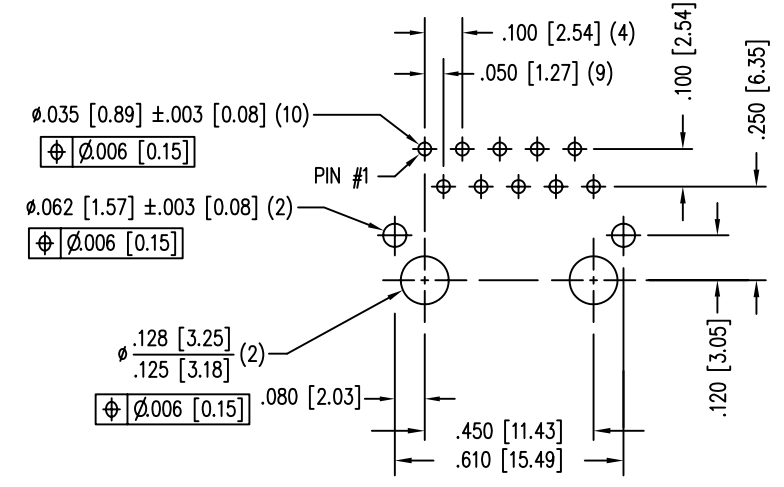 .100 [2.54] (4)
.050 [1.27] (9)
.100 [2.54]
.250 [6.35]
ø.035 [0.89] ±.003 [0.08] (10)
⌖ Ø.006 [0.15]
PIN #1
ø.062 [1.57] ±.003 [0.08] (2)
⌖ Ø.006 [0.15]
ø .128 [3.25]
.125 [3.18] (2)
⌖ Ø.006 [0.15]
.080 [2.03]
.120 [3.05]
.450 [11.43]
.610 [15.49]